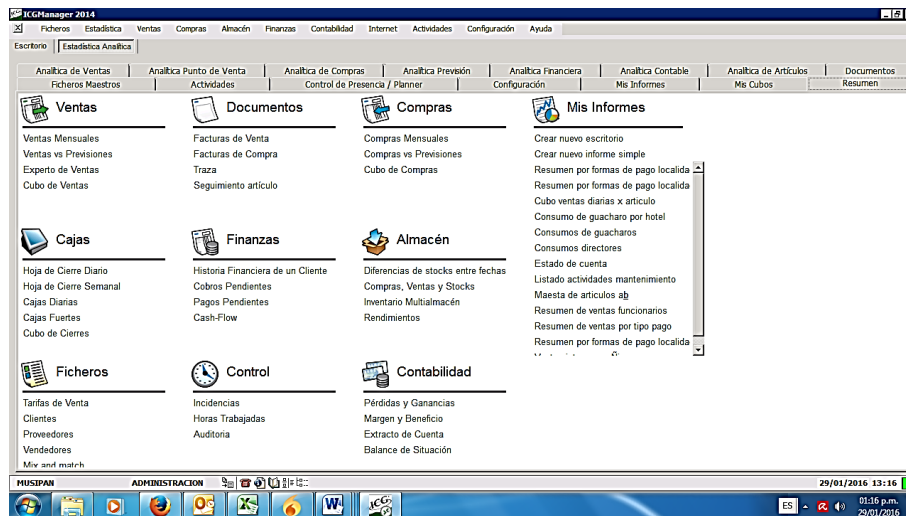 ICGManager 2014
Ficheros Estadística Ventas Compras Almacén Finanzas Contabilidad Internet Actividades Configuración Ayuda
Escritorio Estadística Analítica
Analítica de Ventas Analítica Punto de Venta Analítica de Compras Analítica Previsión Analítica Financiera Analítica Contable Analítica de Artículos Documentos
Ficheros Maestros Actividades Control de Presencia / Planner Configuración Mis Informes Mis Cubos Resumen
Ventas
Ventas Mensuales
Ventas vs Previsiones
Experto de Ventas
Cubo de Ventas
Documentos
Facturas de Venta
Facturas de Compra
Traza
Seguimiento artículo
Compras
Compras Mensuales
Compras vs Previsiones
Cubo de Compras
Mis Informes
Crear nuevo escritorio
Crear nuevo informe simple
Resumen por formas de pago localida
Resumen por formas de pago localida
Cubo ventas diarias x articulo
Consumo de guacharo por hotel
Consumos de guacharos
Consumos directores
Estado de cuenta
Listado actividades mantenimiento
Maesta de articulos ab
Resumen de ventas funcionarios
Resumen de ventas por tipo pago
Resumen por formas de pago localida
Cajas
Hoja de Cierre Diario
Hoja de Cierre Semanal
Cajas Diarias
Cajas Fuertes
Cubo de Cierres
Finanzas
Historia Financiera de un Cliente
Cobros Pendientes
Pagos Pendientes
Cash-Flow
Almacén
Diferencias de stocks entre fechas
Compras, Ventas y Stocks
Inventario Multialmacén
Rendimientos
Ficheros
Tarifas de Venta
Clientes
Proveedores
Vendedores
Mix and match
Control
Incidencias
Horas Trabajadas
Auditoria
Contabilidad
Pérdidas y Ganancias
Margen y Beneficio
Extracto de Cuenta
Balance de Situación
MUSIPAN ADMINISTRACION 29/01/2016 13:16
ES 01:16 p.m.
29/01/2016